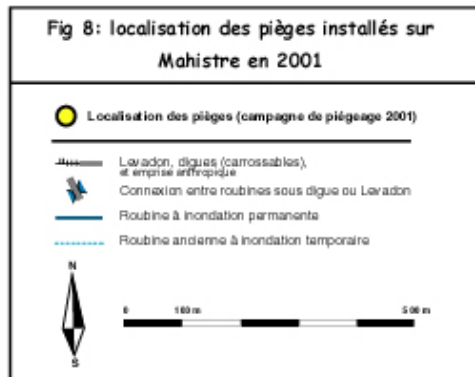 Fig 8: localisation des pièges installés sur
Mahistre en 2001
Localisation des pièges (campagne de piégeage 2001)
Levadon, digues (carrossables),
et emprise anthropique
Connexion entre roubines sous digue ou Levadon
Roubine à inondation permanente
Roubine ancienne à inondation temporaire
N
0 100 m 500 m
S